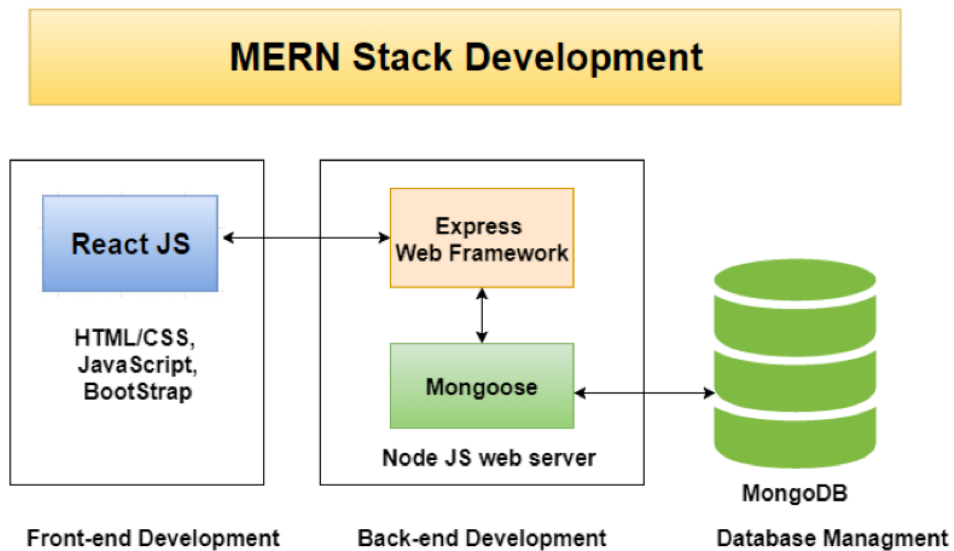 MERN Stack Development
React JS
HTML/CSS,
JavaScript,
BootStrap
Express
Web Framework
Mongoose
Node JS web server
MongoDB
Front-end Development
Back-end Development
Database Managment